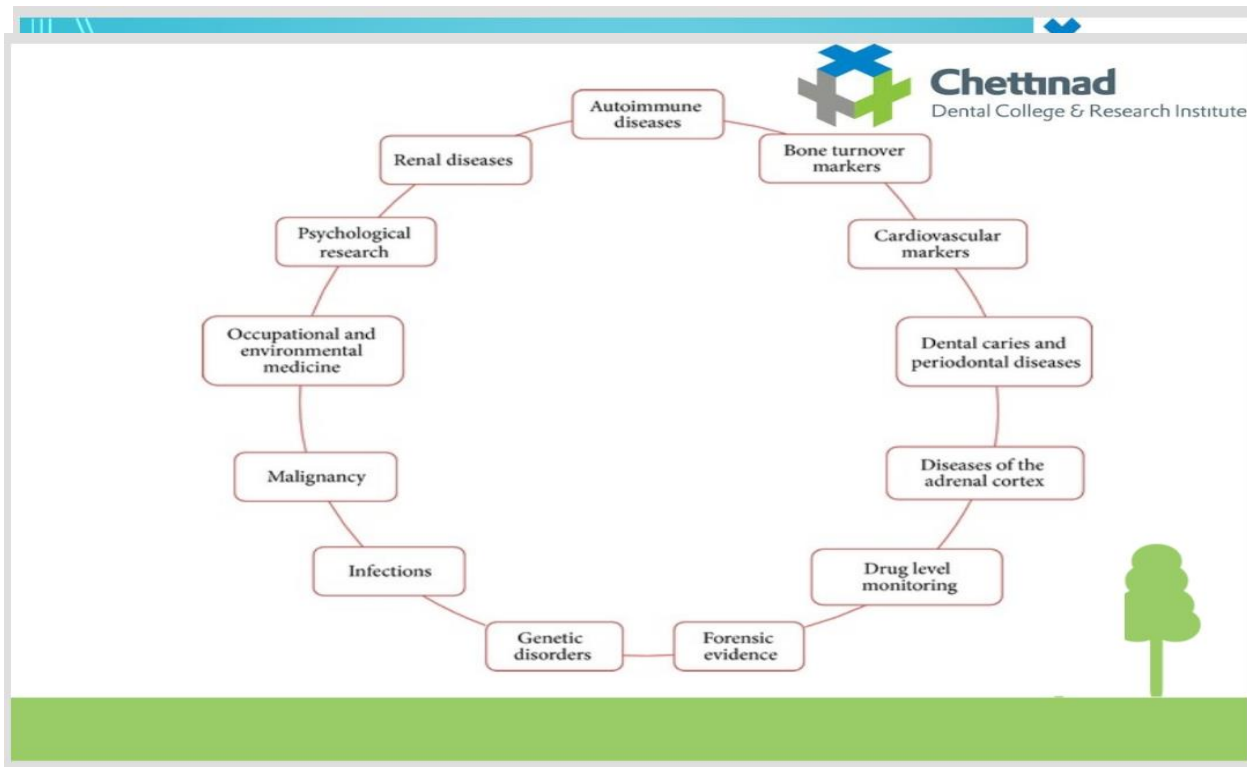 Chettinad
Dental College & Research Institute
Autoimmune
diseases
Bone turnover
markers
Cardiovascular
markers
Dental caries and
periodontal diseases
Diseases of the
adrenal cortex
Drug level
monitoring
Forensic
evidence
Genetic
disorders
Infections
Malignancy
Occupational and
environmental
medicine
Psychological
research
Renal diseases